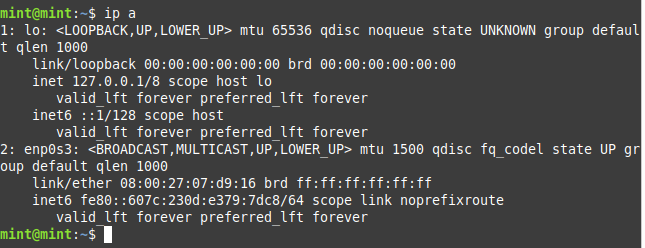 mint@mint:~$ ip a
1: lo: <LOOPBACK,UP,LOWER_UP> mtu 65536 qdisc noqueue state UNKNOWN group defaul
t qlen 1000
    link/loopback 00:00:00:00:00:00 brd 00:00:00:00:00:00
    inet 127.0.0.1/8 scope host lo
       valid_lft forever preferred_lft forever
    inet6 ::1/128 scope host
       valid_lft forever preferred_lft forever
2: enp0s3: <BROADCAST,MULTICAST,UP,LOWER_UP> mtu 1500 qdisc fq_codel state UP gr
oup default qlen 1000
    link/ether 08:00:27:07:d9:16 brd ff:ff:ff:ff:ff:ff
    inet6 fe80::607c:230d:e379:7dc8/64 scope link noprefixroute
       valid_lft forever preferred_lft forever
mint@mint:~$